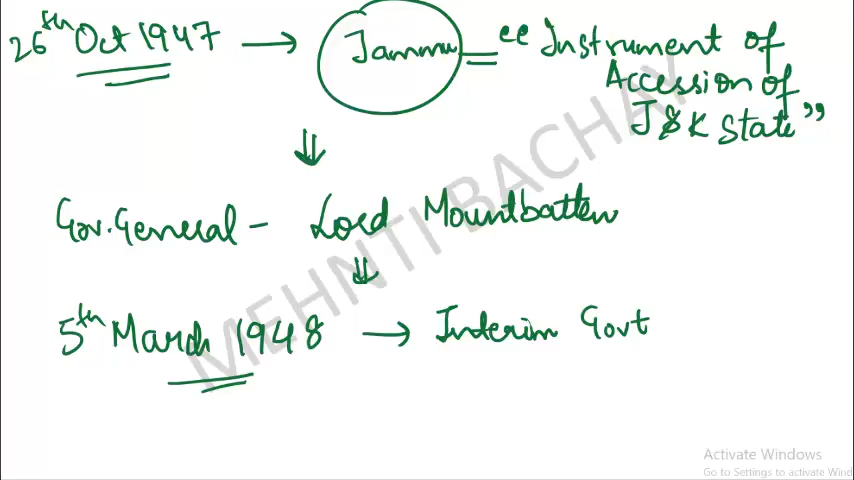 26th Oct 1947 → Jammu = "Instrument of
Accession of
J&K State"
⇓
Gov. General - Lord Mountbatten
⇓
5th March 1948 → Interim Govt
MEHNTI BACHAY
Activate Windows
Go to Settings to activate Wind